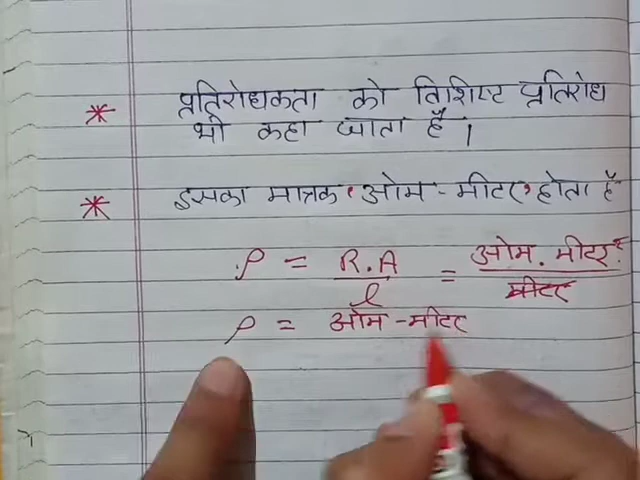 * प्रतिरोधकता को विशिष्ट प्रतिरोध
भी कहा जाता है।
* इसका मात्रक 'ओम-मीटर' होता है
ρ = R.A / l = ओम . मीटर² / मीटर
ρ = ओम-मीटर